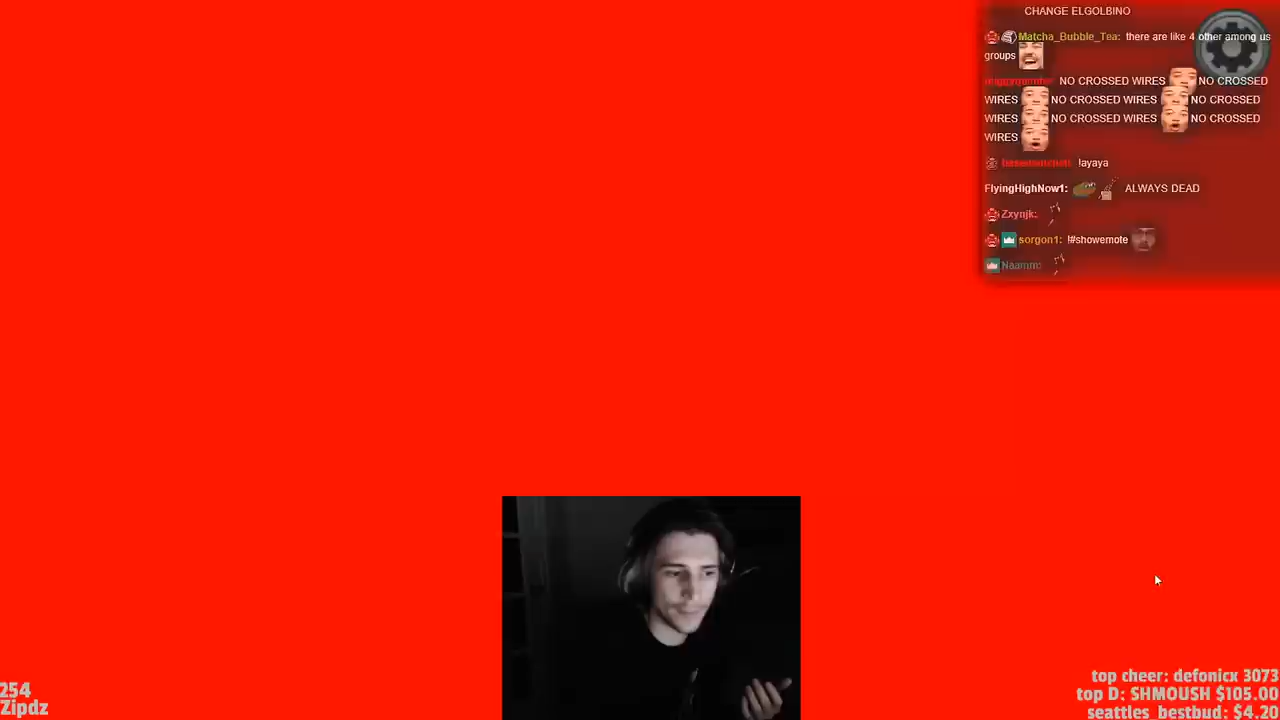 CHANGE ELGOLBINO
Matcha_Bubble_Tea: there are like 4 other among us
groups
NO CROSSED WIRES NO CROSSED
WIRES NO CROSSED WIRES NO CROSSED
WIRES NO CROSSED WIRES NO CROSSED
WIRES
!ayaya
FlyingHighNow1: ALWAYS DEAD
Zxynjk:
sorgon1: !#showemote
Naamm:
254
Zipdz
top cheer: defonicx 3073
top D: SHMOUSH $105.00
seattles_bestbud: $4.20